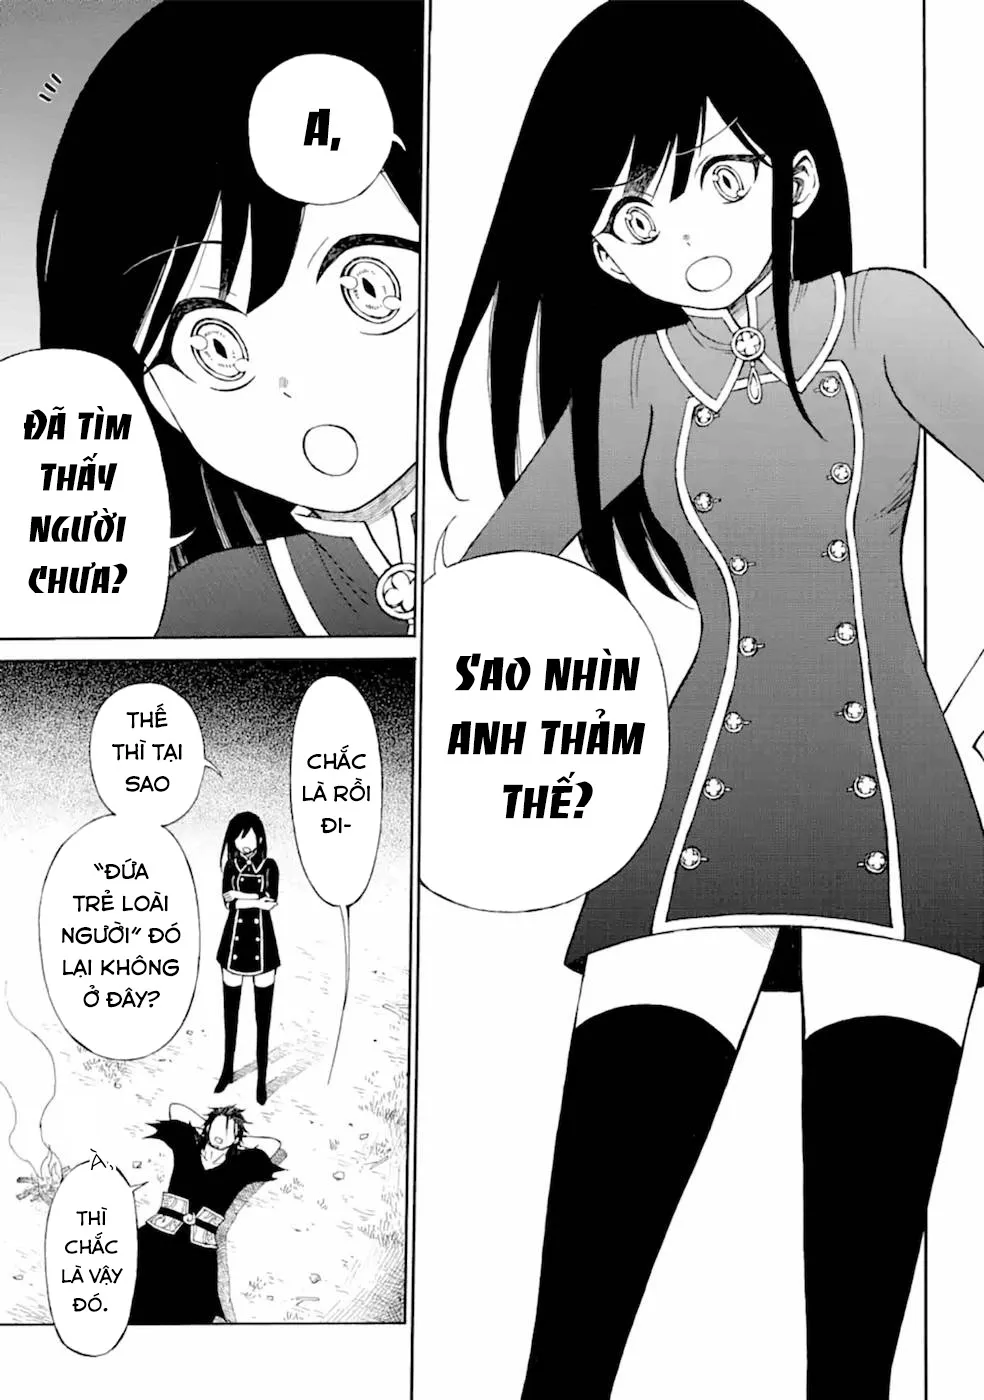 SAO NHÌN
ANH THẢM
THẾ?
A,
ĐÃ TÌM
THẤY
NGƯỜI
CHƯA?
CHẮC
LÀ RỒI
ĐI-
THẾ
THÌ TẠI
SAO
"ĐỨA
TRẺ LOÀI
NGƯỜI" ĐÓ
LẠI KHÔNG
Ở ĐÂY?
À,
THÌ
CHẮC
LÀ VẬY
ĐÓ.